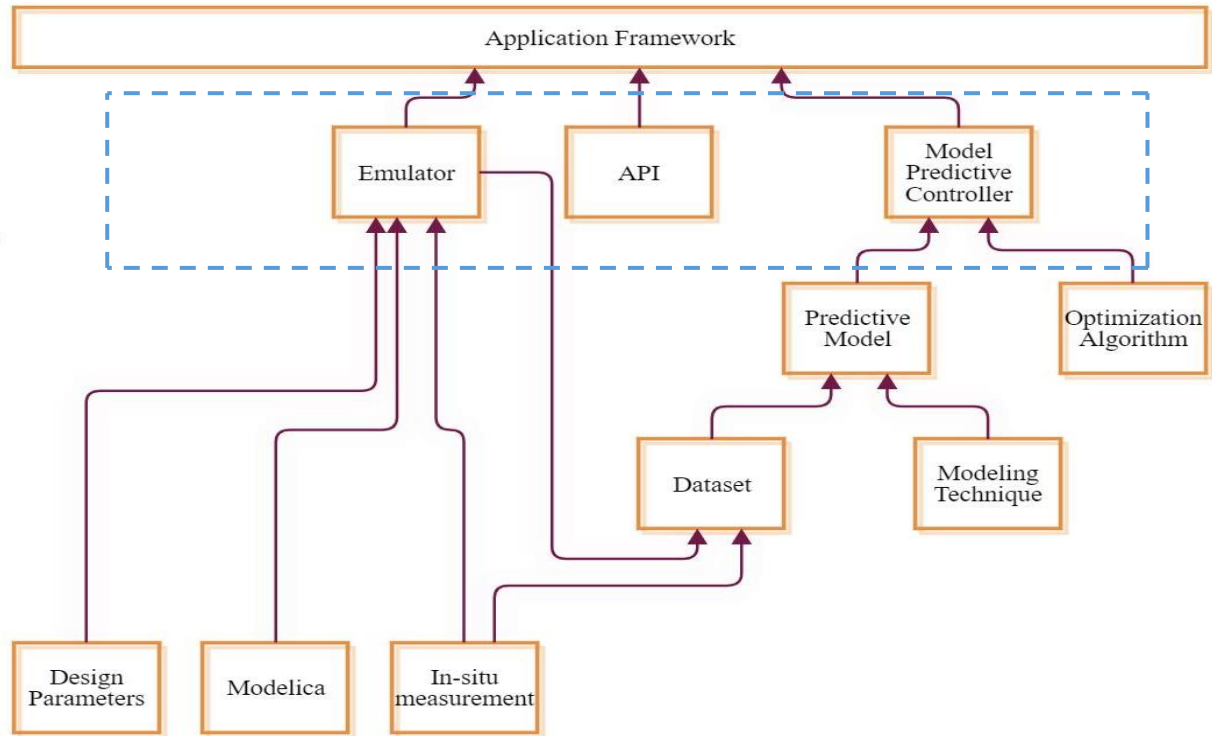 Application Framework
Emulator
API
Model
Predictive
Controller
Predictive
Model
Optimization
Algorithm
Dataset
Modeling
Technique
Design
Parameters
Modelica
In-situ
measurement